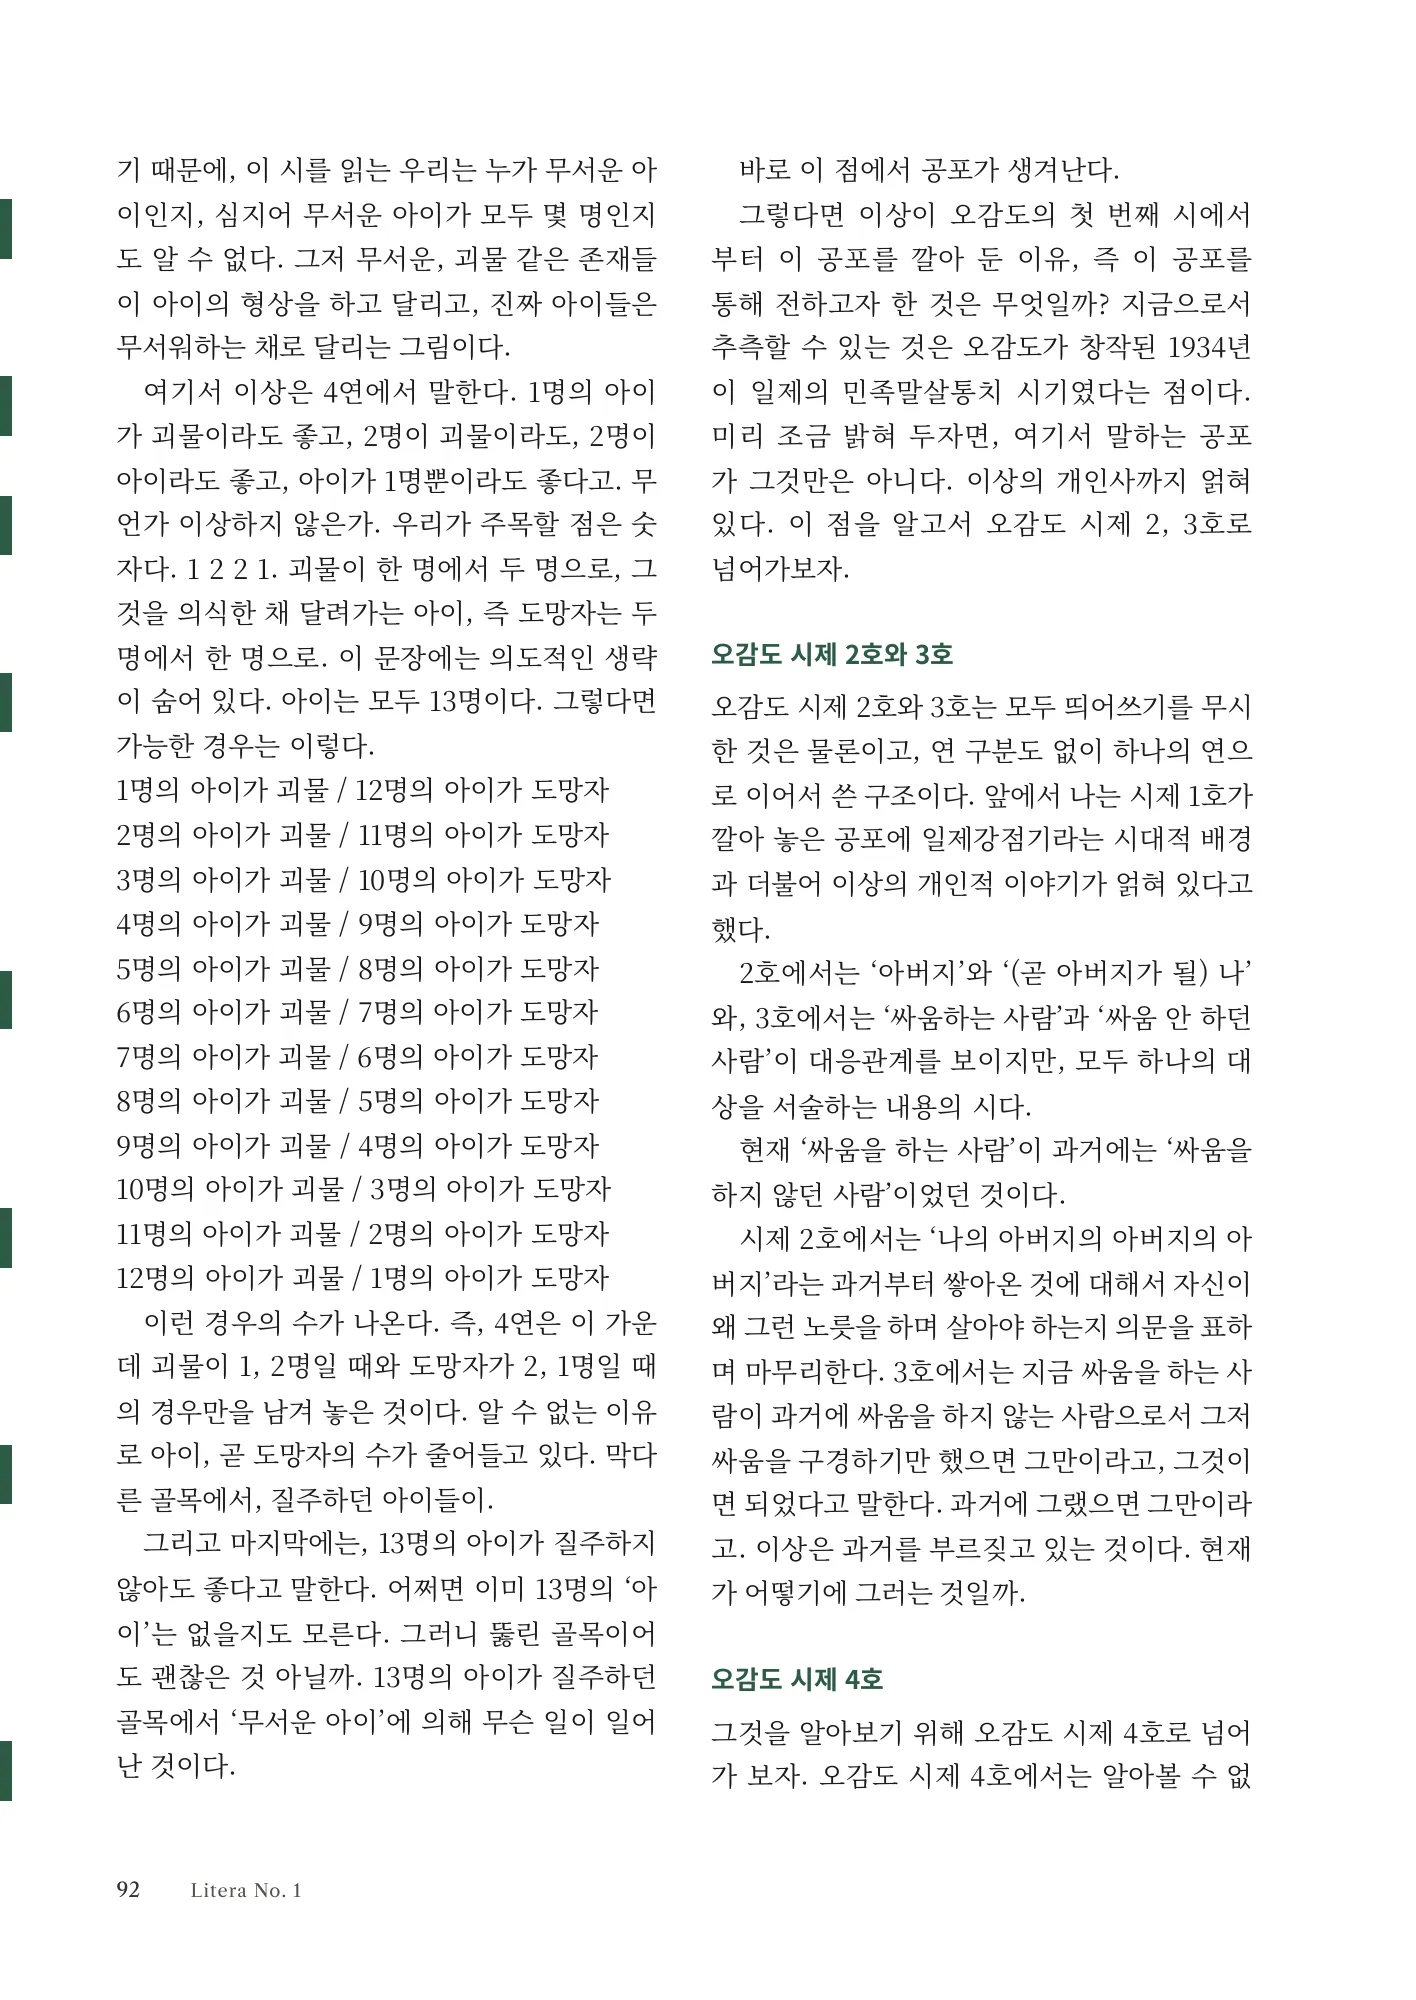 기 때문에, 이 시를 읽는 우리는 누가 무서운 아
이인지, 심지어 무서운 아이가 모두 몇 명인지
도 알 수 없다. 그저 무서운, 괴물 같은 존재들
이 아이의 형상을 하고 달리고, 진짜 아이들은
무서워하는 채로 달리는 그림이다.
여기서 이상은 4연에서 말한다. 1명의 아이
가 괴물이라도 좋고, 2명이 괴물이라도, 2명이
아이라도 좋고, 아이가 1명뿐이라도 좋다고. 무
언가 이상하지 않은가. 우리가 주목할 점은 숫
자다. 1 2 2 1. 괴물이 한 명에서 두 명으로, 그
것을 의식한 채 달려가는 아이, 즉 도망자는 두
명에서 한 명으로. 이 문장에는 의도적인 생략
이 숨어 있다. 아이는 모두 13명이다. 그렇다면
가능한 경우는 이렇다.
1명의 아이가 괴물 / 12명의 아이가 도망자
2명의 아이가 괴물 / 11명의 아이가 도망자
3명의 아이가 괴물 / 10명의 아이가 도망자
4명의 아이가 괴물 / 9명의 아이가 도망자
5명의 아이가 괴물 / 8명의 아이가 도망자
6명의 아이가 괴물 / 7명의 아이가 도망자
7명의 아이가 괴물 / 6명의 아이가 도망자
8명의 아이가 괴물 / 5명의 아이가 도망자
9명의 아이가 괴물 / 4명의 아이가 도망자
10명의 아이가 괴물 / 3명의 아이가 도망자
11명의 아이가 괴물 / 2명의 아이가 도망자
12명의 아이가 괴물 / 1명의 아이가 도망자
이런 경우의 수가 나온다. 즉, 4연은 이 가운
데 괴물이 1, 2명일 때와 도망자가 2, 1명일 때
의 경우만을 남겨 놓은 것이다. 알 수 없는 이유
로 아이, 곧 도망자의 수가 줄어들고 있다. 막다
른 골목에서, 질주하던 아이들이.
그리고 마지막에는, 13명의 아이가 질주하지
않아도 좋다고 말한다. 어쩌면 이미 13명의 ‘아
이’는 없을지도 모른다. 그러니 뚫린 골목이어
도 괜찮은 것 아닐까. 13명의 아이가 질주하던
골목에서 ‘무서운 아이’에 의해 무슨 일이 일어
난 것이다.
바로 이 점에서 공포가 생겨난다.
그렇다면 이상이 오감도의 첫 번째 시에서
부터 이 공포를 깔아 둔 이유, 즉 이 공포를
통해 전하고자 한 것은 무엇일까? 지금으로서
추측할 수 있는 것은 오감도가 창작된 1934년
이 일제의 민족말살통치 시기였다는 점이다.
미리 조금 밝혀 두자면, 여기서 말하는 공포
가 그것만은 아니다. 이상의 개인사까지 얽혀
있다. 이 점을 알고서 오감도 시제 2, 3호로
넘어가보자.
오감도 시제 2호와 3호
오감도 시제 2호와 3호는 모두 띄어쓰기를 무시
한 것은 물론이고, 연 구분도 없이 하나의 연으
로 이어서 쓴 구조이다. 앞에서 나는 시제 1호가
깔아 놓은 공포에 일제강점기라는 시대적 배경
과 더불어 이상의 개인적 이야기가 얽혀 있다고
했다.
2호에서는 ‘아버지’와 ‘(곧 아버지가 될) 나’
와, 3호에서는 ‘싸움하는 사람’과 ‘싸움 안 하던
사람’이 대응관계를 보이지만, 모두 하나의 대
상을 서술하는 내용의 시다.
현재 ‘싸움을 하는 사람’이 과거에는 ‘싸움을
하지 않던 사람’이었던 것이다.
시제 2호에서는 ‘나의 아버지의 아버지의 아
버지’라는 과거부터 쌓아온 것에 대해서 자신이
왜 그런 노릇을 하며 살아야 하는지 의문을 표하
며 마무리한다. 3호에서는 지금 싸움을 하는 사
람이 과거에 싸움을 하지 않는 사람으로서 그저
싸움을 구경하기만 했으면 그만이라고, 그것이
면 되었다고 말한다. 과거에 그랬으면 그만이라
고. 이상은 과거를 부르짖고 있는 것이다. 현재
가 어떻기에 그러는 것일까.
오감도 시제 4호
그것을 알아보기 위해 오감도 시제 4호로 넘어
가 보자. 오감도 시제 4호에서는 알아볼 수 없
92 Litera No. 1